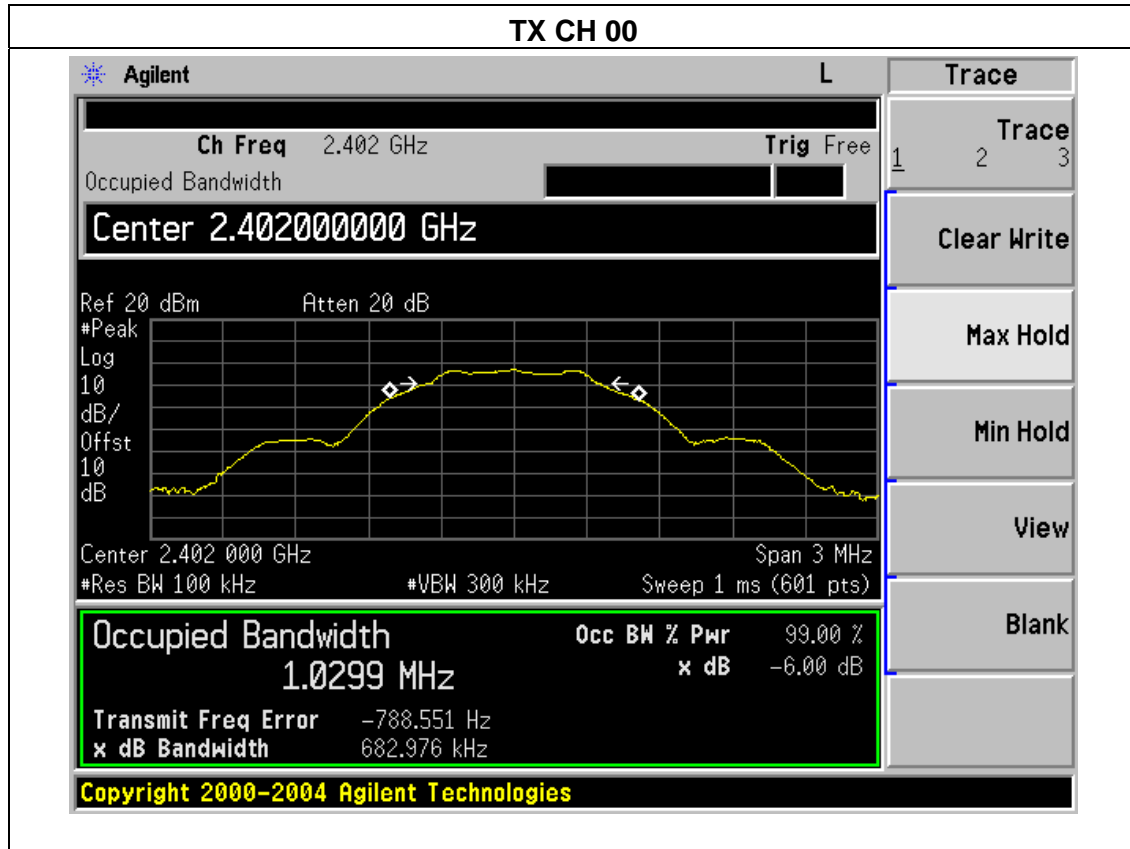 TX CH 00
Agilent L Trace
Ch Freq 2.402 GHz Trig Free
Occupied Bandwidth
Center 2.402000000 GHz
Ref 20 dBm Atten 20 dB
#Peak
Log
10
dB/
Offst
10
dB
Center 2.402 000 GHz Span 3 MHz
#Res BW 100 kHz #VBW 300 kHz Sweep 1 ms (601 pts)
Occupied Bandwidth Occ BW % Pwr 99.00 %
1.0299 MHz x dB -6.00 dB
Transmit Freq Error -788.551 Hz
x dB Bandwidth 682.976 kHz
Trace
1 2 3
Clear Write
Max Hold
Min Hold
View
Blank
Copyright 2000-2004 Agilent Technologies